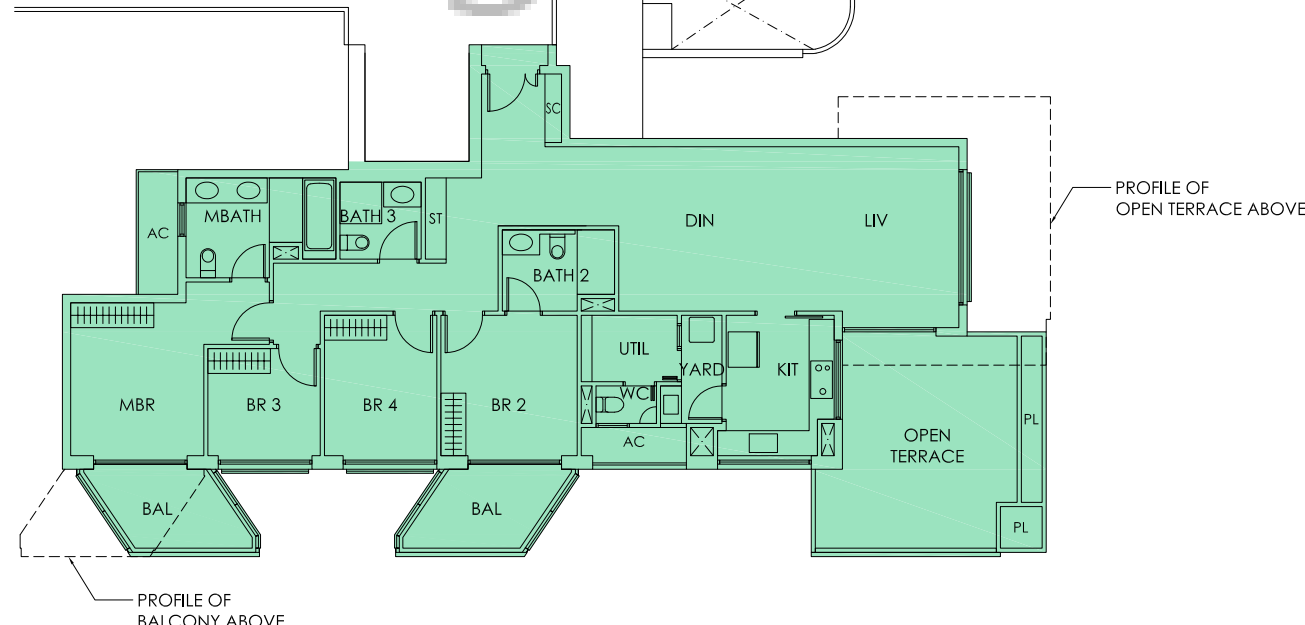 SC
PROFILE OF
OPEN TERRACE ABOVE
MBATH
BATH 3
ST
DIN
LIV
AC
BATH 2
UTIL
YARD
KIT
WC
MBR
BR 3
BR 4
BR 2
AC
OPEN
TERRACE
PL
BAL
BAL
PL
PROFILE OF
BALCONY ABOVE